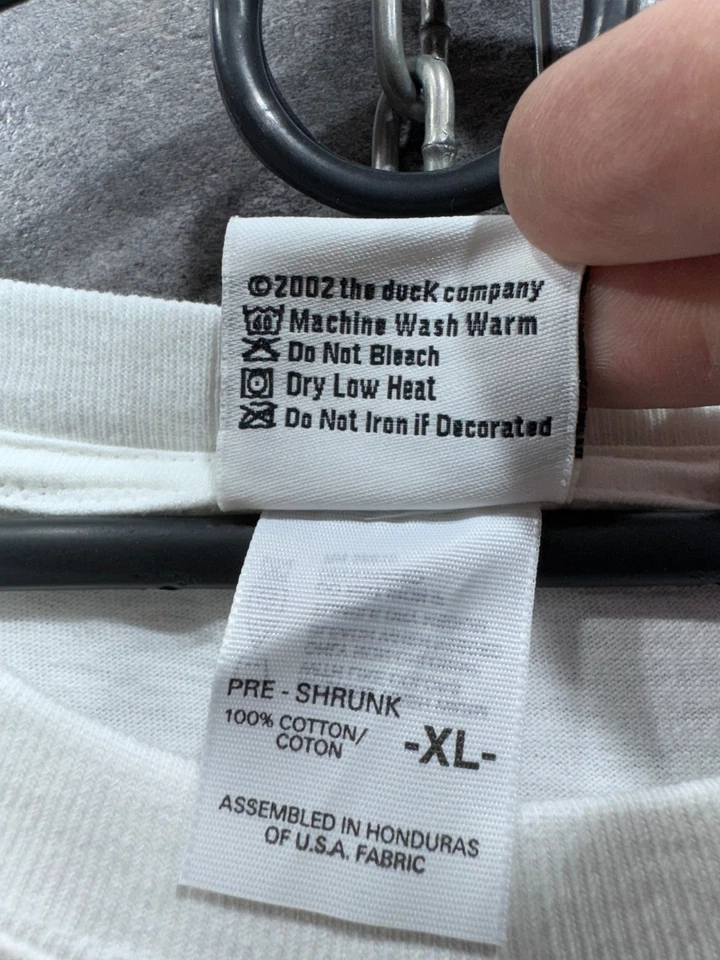 ©2002 the duck company
40 Machine Wash Warm
Do Not Bleach
Dry Low Heat
Do Not Iron if Decorated
PRE - SHRUNK
100% COTTON/
COTON
-XL-
ASSEMBLED IN HONDURAS
OF U.S.A. FABRIC